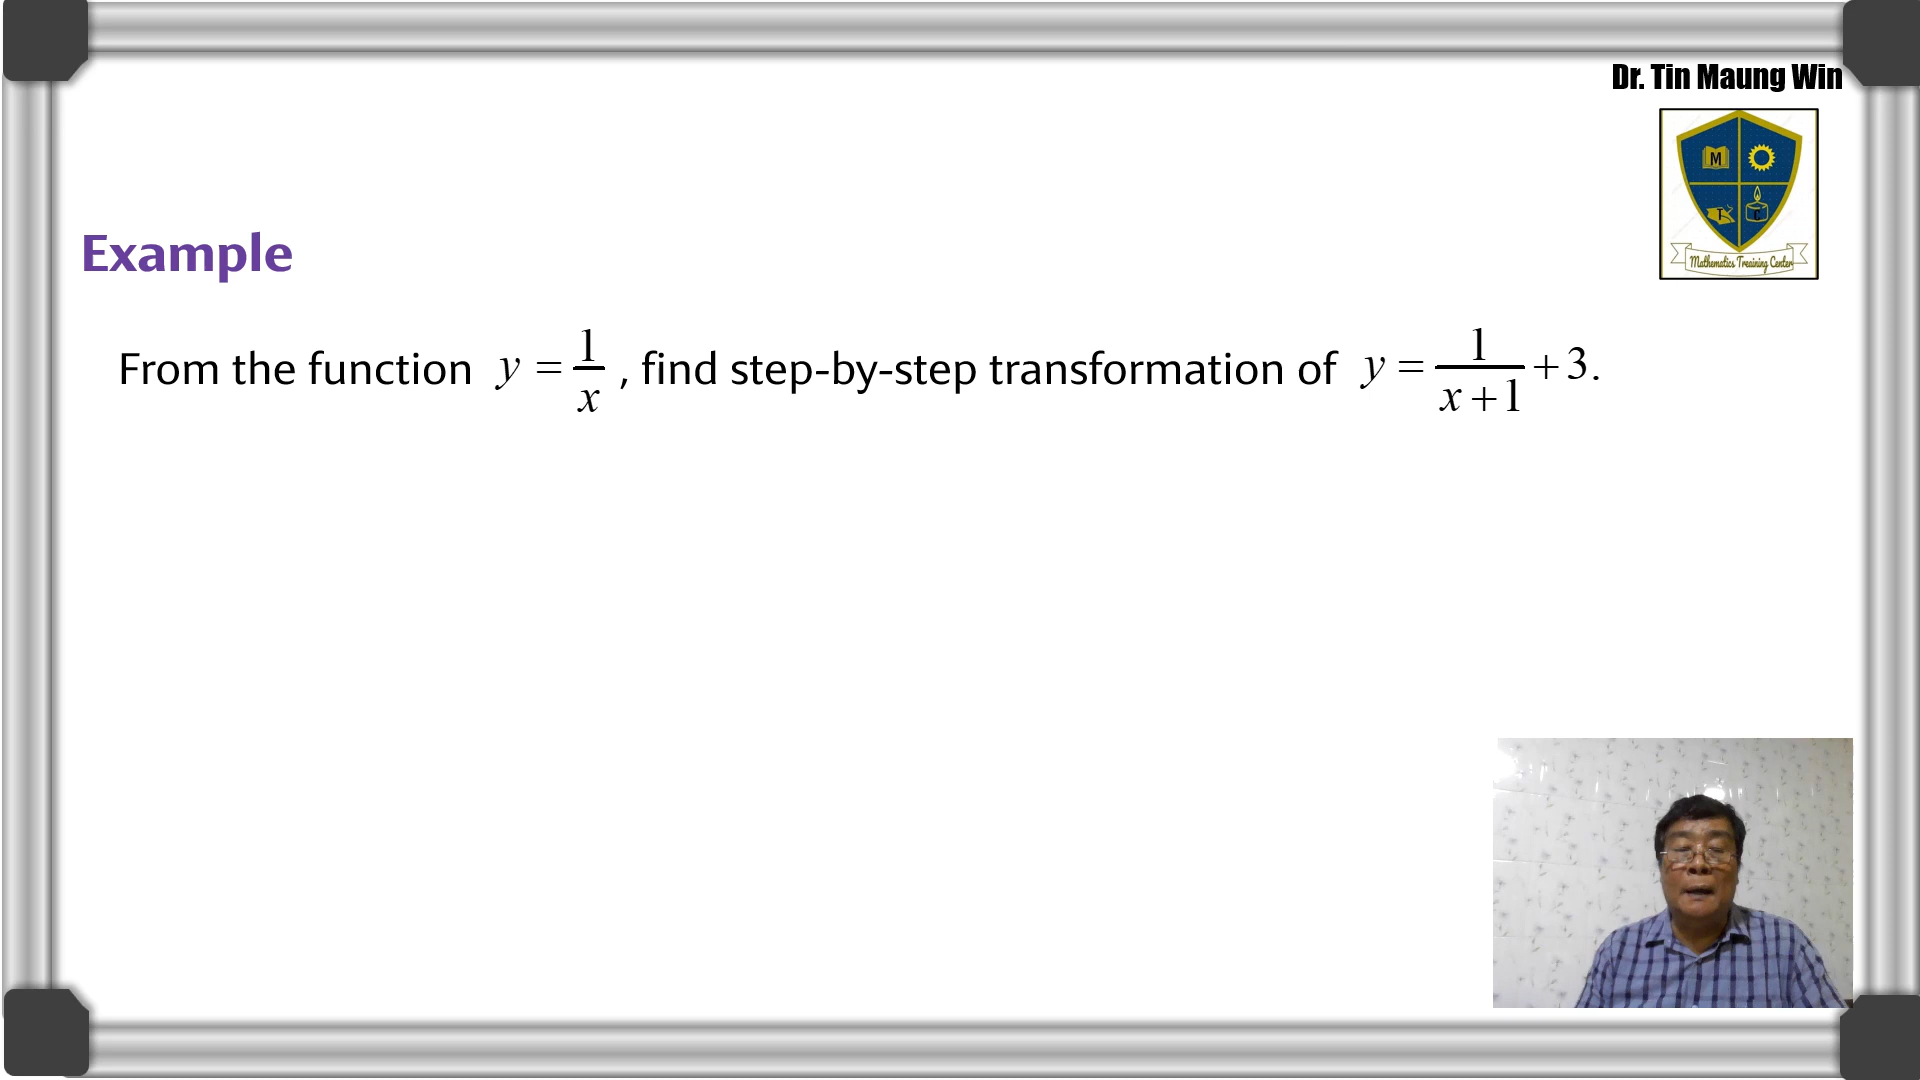 Dr. Tin Maung Win
M
T
Mathematics Treaining Center
Example
From the function y = 1/x , find step-by-step transformation of y = 1/(x+1) + 3.